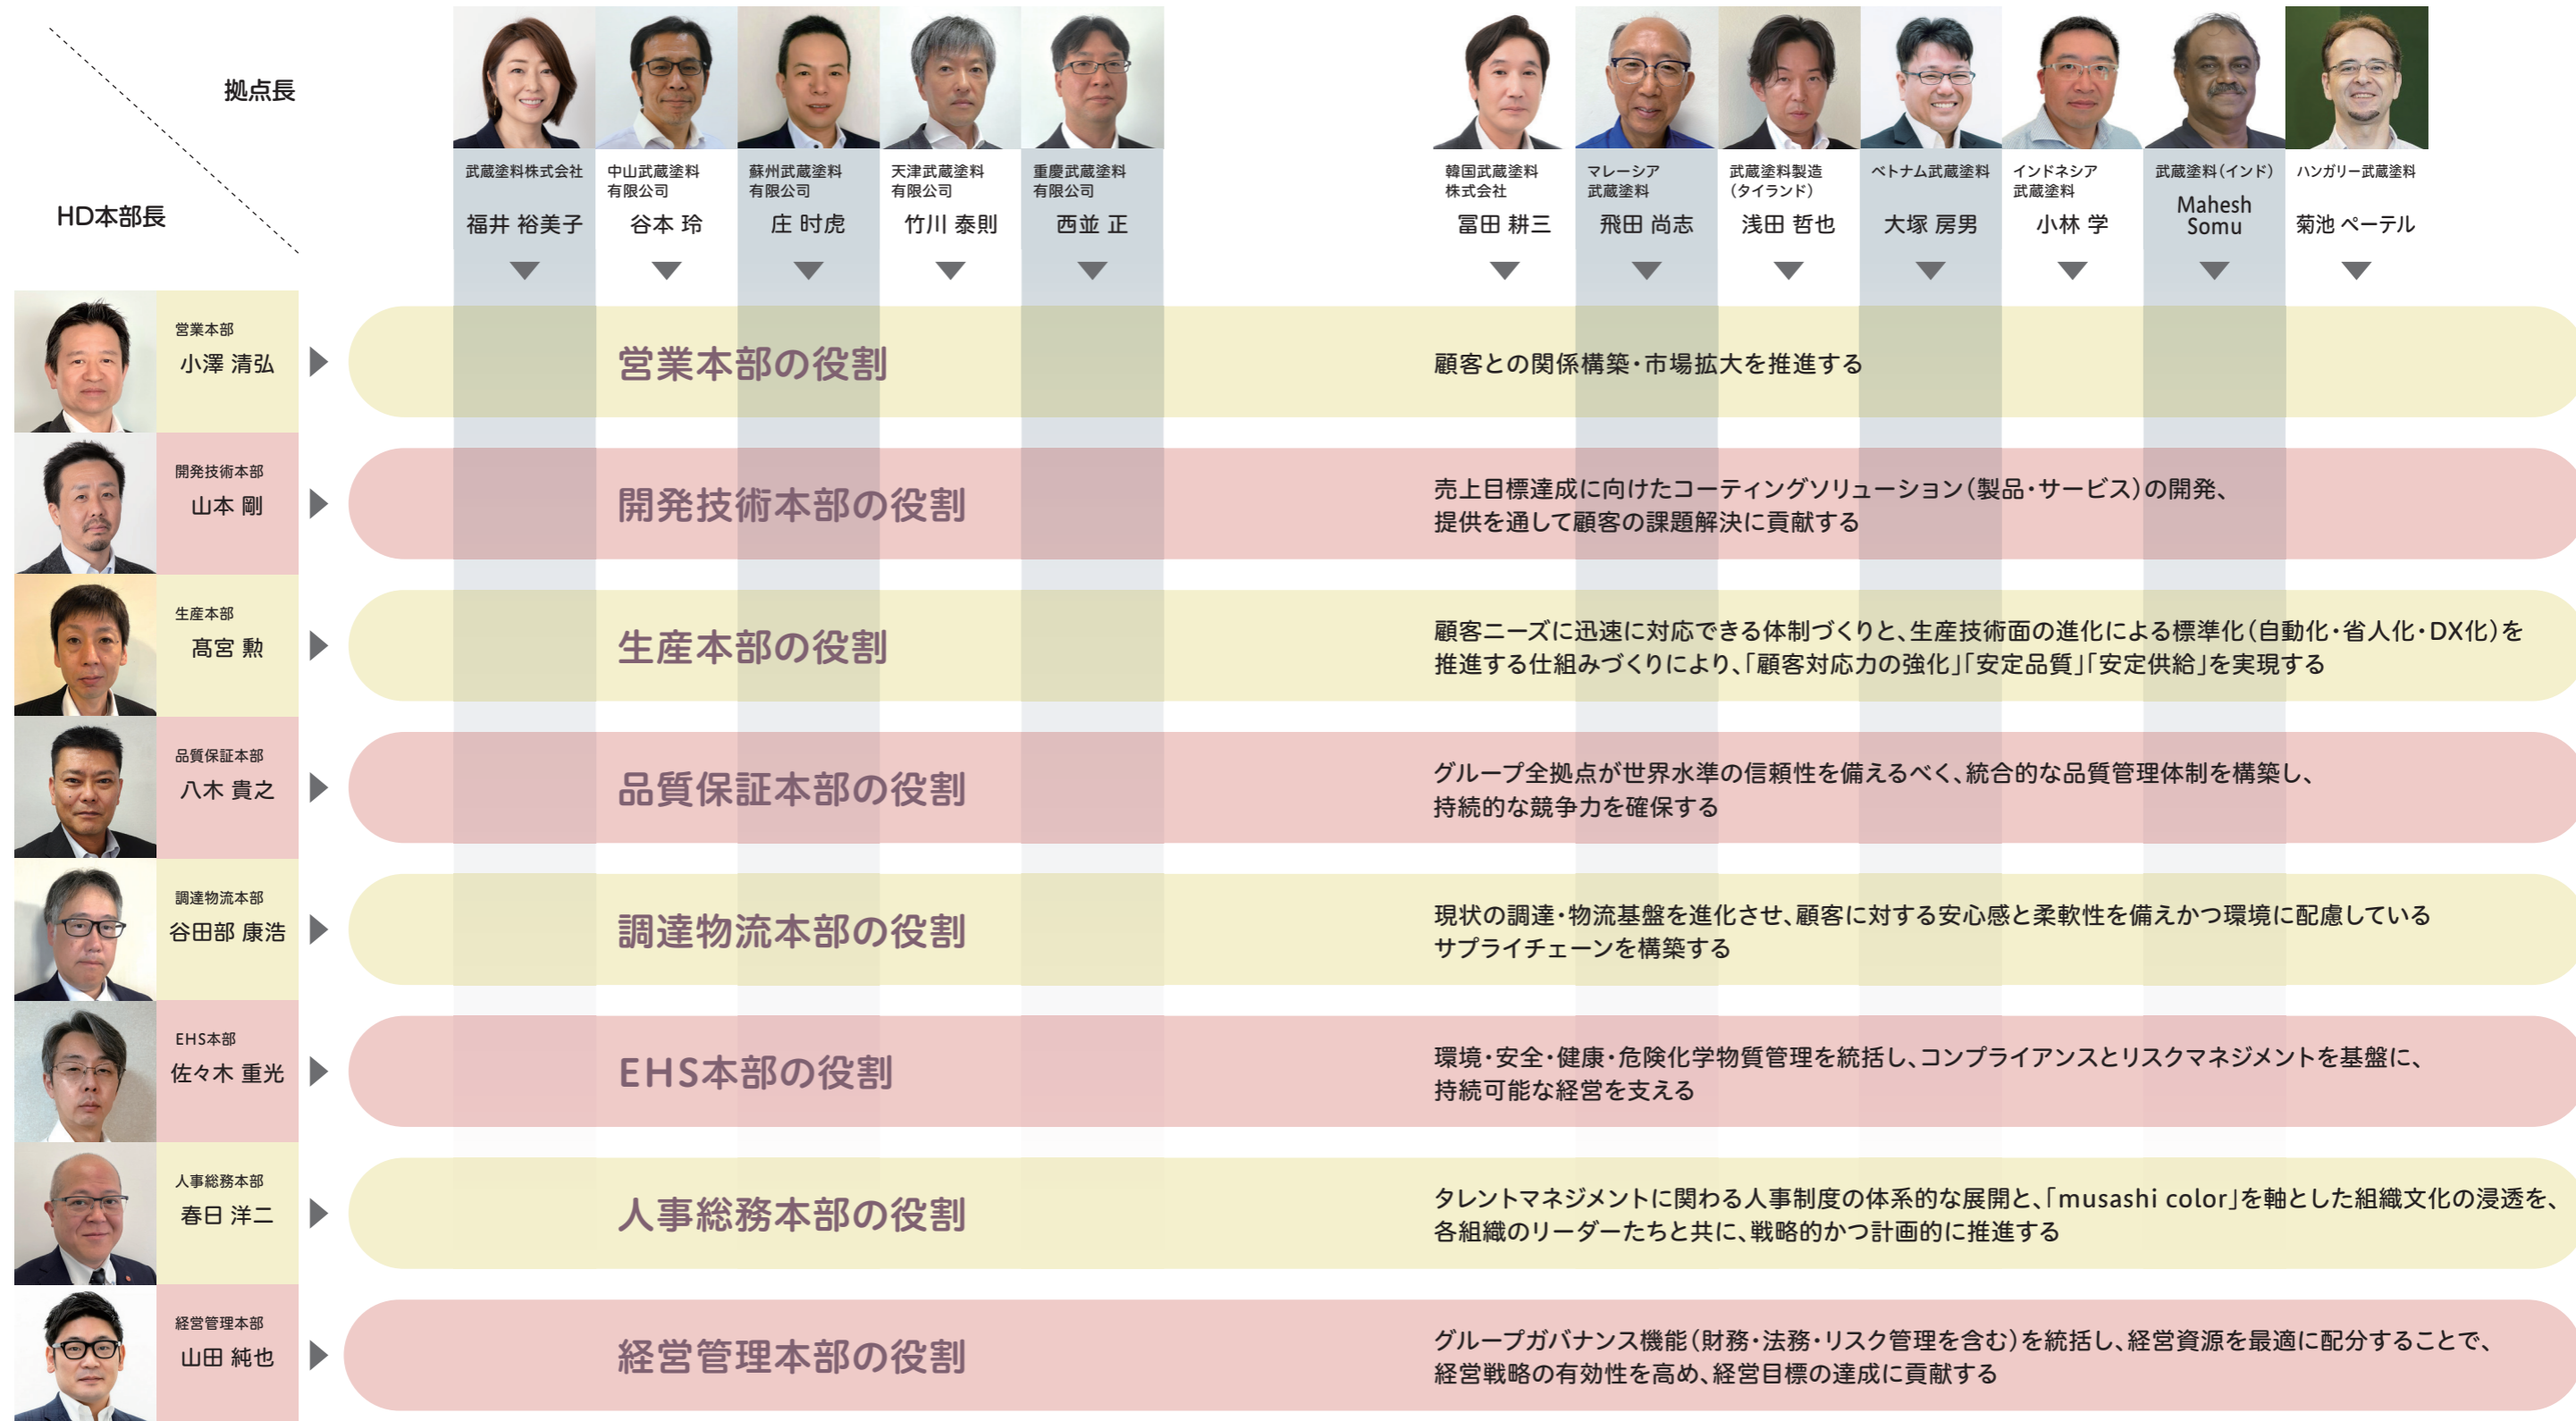 拠点長
HD本部長
武蔵塗料株式会社
福井 裕美子
中山武蔵塗料
有限公司
谷本 玲
蘇州武蔵塗料
有限公司
庄 时虎
天津武蔵塗料
有限公司
竹川 泰則
重慶武蔵塗料
有限公司
西並 正
韓国武蔵塗料
株式会社
冨田 耕三
マレーシア
武蔵塗料
飛田 尚志
武蔵塗料製造
（タイランド）
浅田 哲也
ベトナム武蔵塗料
大塚 房男
インドネシア
武蔵塗料
小林 学
武蔵塗料（インド）
Mahesh
Somu
ハンガリー武蔵塗料
菊池 ペーテル
営業本部
小澤 清弘
営業本部の役割
顧客との関係構築・市場拡大を推進する
開発技術本部
山本 剛
開発技術本部の役割
売上目標達成に向けたコーティングソリューション（製品・サービス）の開発、
提供を通して顧客の課題解決に貢献する
生産本部
髙宮 勲
生産本部の役割
顧客ニーズに迅速に対応できる体制づくりと、生産技術面の進化による標準化（自動化・省人化・DX化）を
推進する仕組みづくりにより、「顧客対応力の強化」「安定品質」「安定供給」を実現する
品質保証本部
八木 貴之
品質保証本部の役割
グループ全拠点が世界水準の信頼性を備えるべく、統合的な品質管理体制を構築し、
持続的な競争力を確保する
調達物流本部
谷田部 康浩
調達物流本部の役割
現状の調達・物流基盤を進化させ、顧客に対する安心感と柔軟性を備えかつ環境に配慮している
サプライチェーンを構築する
EHS本部
佐々木 重光
EHS本部の役割
環境・安全・健康・危険化学物質管理を統括し、コンプライアンスとリスクマネジメントを基盤に、
持続可能な経営を支える
人事総務本部
春日 洋二
人事総務本部の役割
タレントマネジメントに関わる人事制度の体系的な展開と、「musashi color」を軸とした組織文化の浸透を、
各組織のリーダーたちと共に、戦略的かつ計画的に推進する
経営管理本部
山田 純也
経営管理本部の役割
グループガバナンス機能（財務・法務・リスク管理を含む）を統括し、経営資源を最適に配分することで、
経営戦略の有効性を高め、経営目標の達成に貢献する